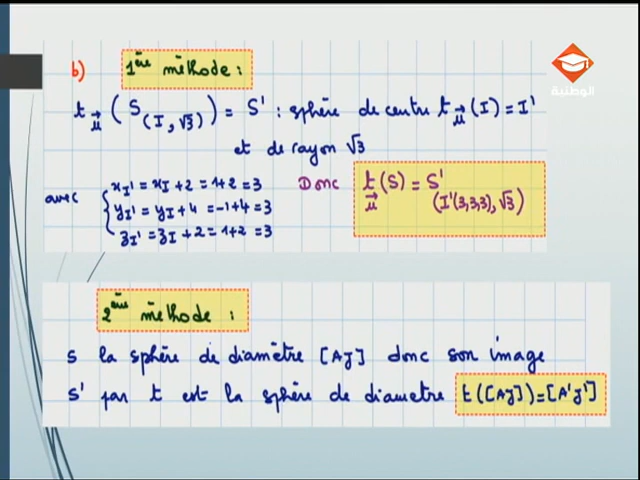 الوطنية
b) 1ère méthode :
t_u⃗ ( S_(I, √3) ) = S' : sphère de centre t_u⃗ (I) = I'
et de rayon √3
avec { x_I' = x_I + 2 = 1 + 2 = 3
y_I' = y_I + 4 = -1 + 4 = 3
z_I' = z_I + 2 = 1 + 2 = 3
Donc t_u⃗ (S) = S'_(I'(3,3,3), √3)
2ème méthode :
S la sphère de diamètre [AJ] donc son image
S' par t est la sphère de diametre t([AJ]) = [A'J']